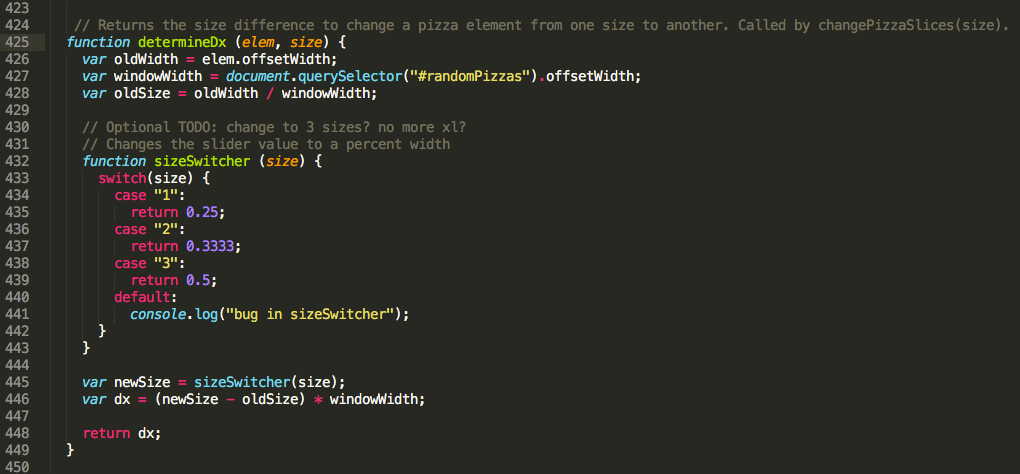 423
424 // Returns the size difference to change a pizza element from one size to another. Called by changePizzaSlices(size).
425 function determineDx (elem, size) {
426 var oldWidth = elem.offsetWidth;
427 var windowWidth = document.querySelector("#randomPizzas").offsetWidth;
428 var oldSize = oldWidth / windowWidth;
429
430 // Optional TODO: change to 3 sizes? no more xl?
431 // Changes the slider value to a percent width
432 function sizeSwitcher (size) {
433 switch(size) {
434 case "1":
435 return 0.25;
436 case "2":
437 return 0.3333;
438 case "3":
439 return 0.5;
440 default:
441 console.log("bug in sizeSwitcher");
442 }
443 }
444
445 var newSize = sizeSwitcher(size);
446 var dx = (newSize - oldSize) * windowWidth;
447
448 return dx;
449 }
450